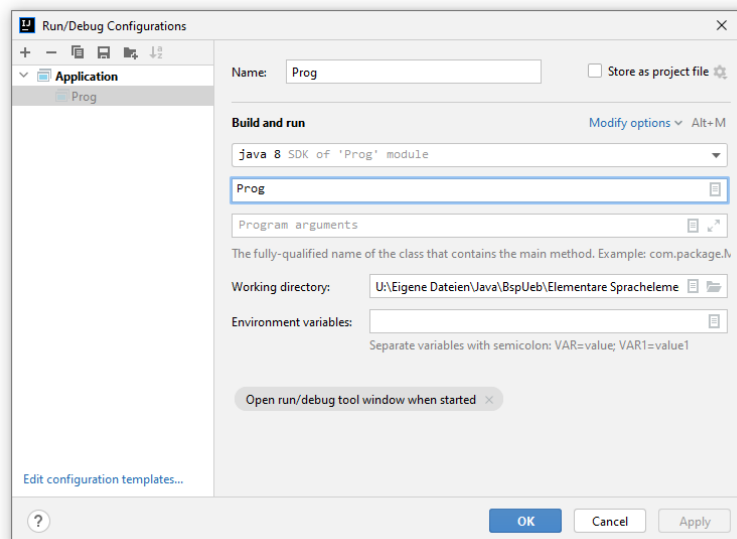 Run/Debug Configurations
Application
Prog
Name: Prog Store as project file
Build and run Modify options Alt+M
java 8 SDK of 'Prog' module
Prog
Program arguments
The fully-qualified name of the class that contains the main method. Example: com.package.M
Working directory: U:\Eigene Dateien\Java\BspUeb\Elementare Spracheleme
Environment variables:
Separate variables with semicolon: VAR=value; VAR1=value1
Open run/debug tool window when started
Edit configuration templates...
? OK Cancel Apply